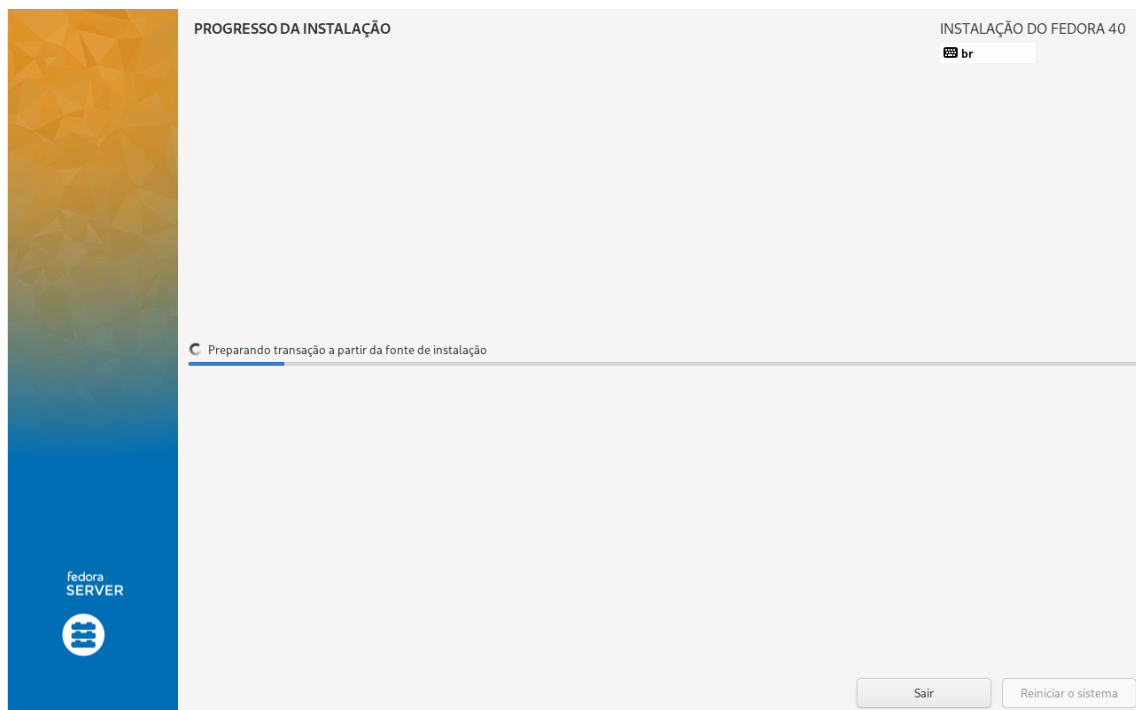 PROGRESSO DA INSTALAÇÃO
INSTALAÇÃO DO FEDORA 40
br
Preparando transação a partir da fonte de instalação
fedora
SERVER
Sair
Reiniciar o sistema